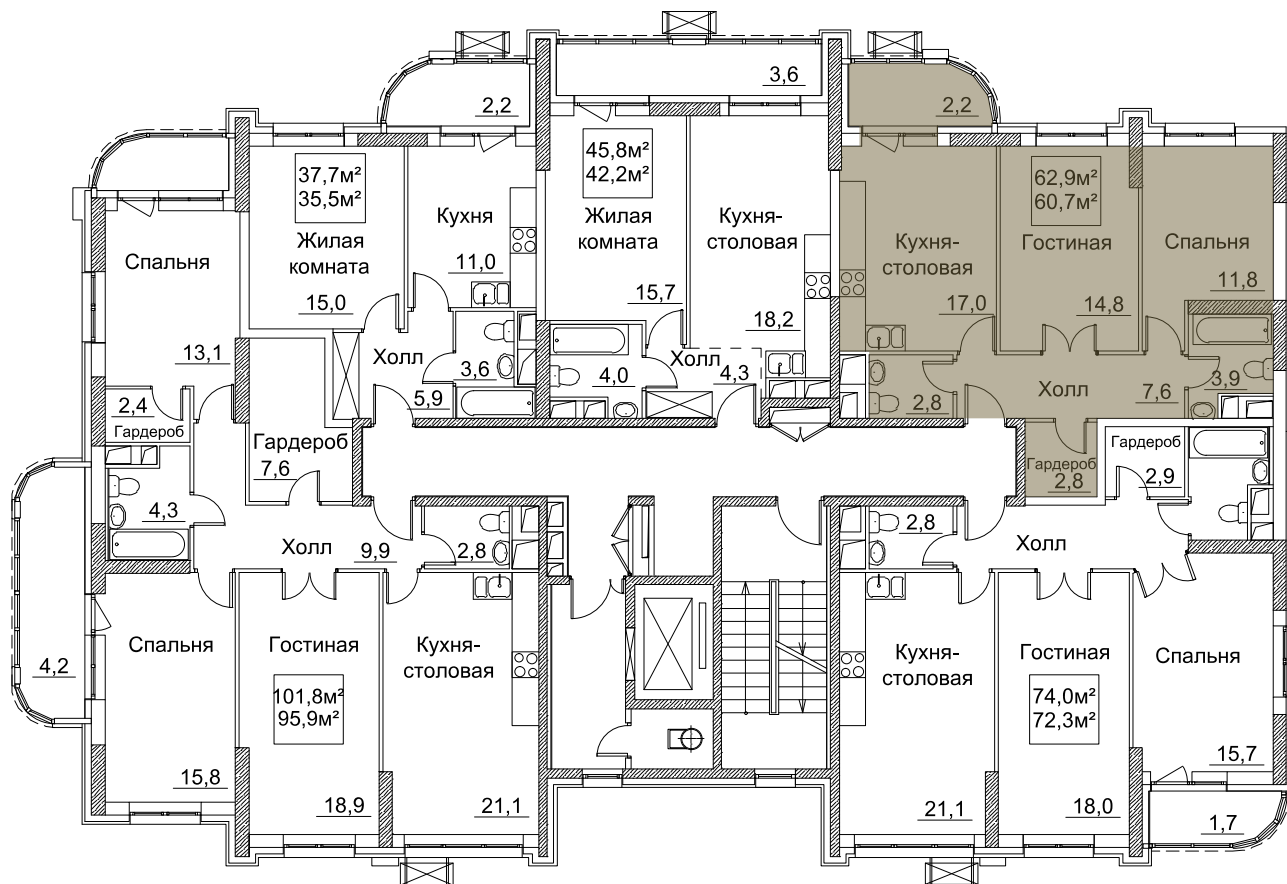 3,6
2,2
2,2
37,7м²
35,5м²
45,8м²
42,2м²
62,9м²
60,7м²
Спальня
13,1
Жилая
комната
15,0
Кухня
11,0
Жилая
комната
15,7
Кухня-
столовая
18,2
Кухня-
столовая
17,0
Гостиная
14,8
Спальня
11,8
Холл
5,9
3,6
4,0
Холл
4,3
2,8
Холл
7,6
3,9
2,4
Гардероб
Гардероб
7,6
Гардероб
2,8
Гардероб
2,9
4,3
Холл
9,9
2,8
2,8
Холл
4,2
Спальня
15,8
Гостиная
101,8м²
95,9м²
18,9
Кухня-
столовая
21,1
Кухня-
столовая
21,1
Гостиная
74,0м²
72,3м²
18,0
Спальня
15,7
1,7